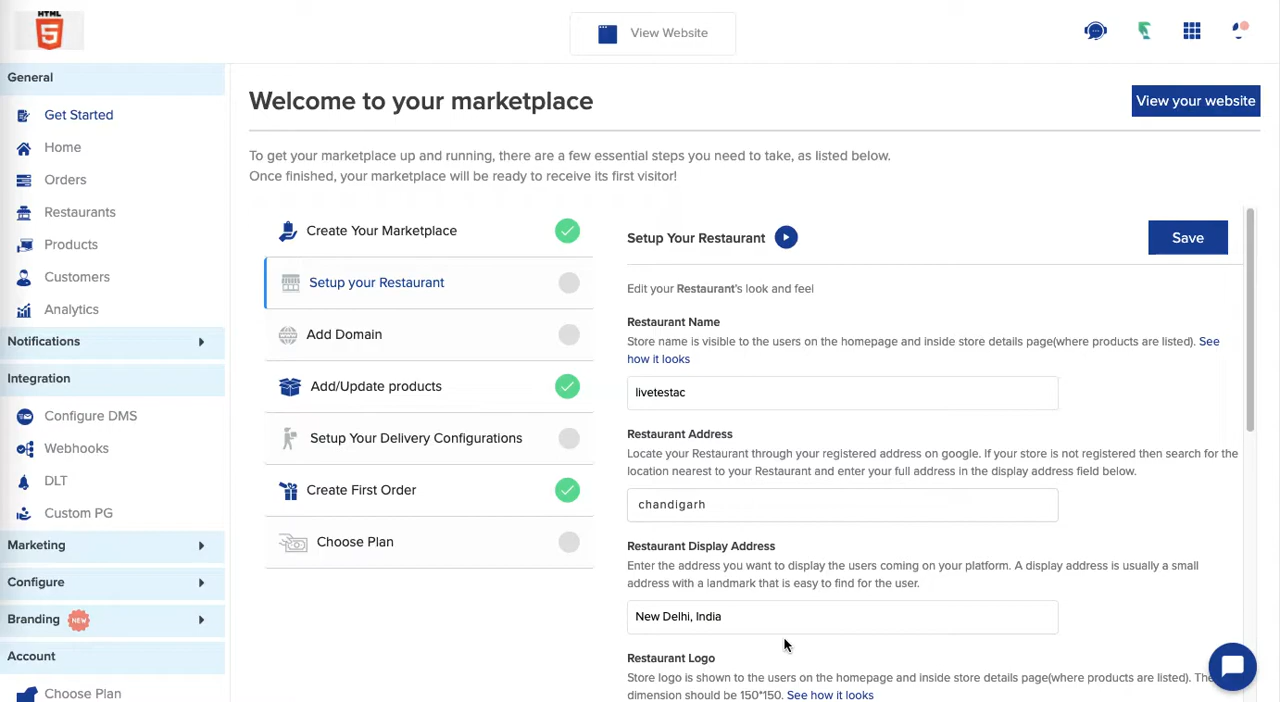 HTML
5
View Website
General
Get Started
Home
Orders
Restaurants
Products
Customers
Analytics
Notifications
Integration
Configure DMS
Webhooks
DLT
Custom PG
Marketing
Configure
Branding NEW
Account
Choose Plan
Welcome to your marketplace
View your website
To get your marketplace up and running, there are a few essential steps you need to take, as listed below.
Once finished, your marketplace will be ready to receive its first visitor!
Create Your Marketplace
Setup your Restaurant
Add Domain
Add/Update products
Setup Your Delivery Configurations
Create First Order
Choose Plan
Setup Your Restaurant
Save
Edit your Restaurant's look and feel
Restaurant Name
Store name is visible to the users on the homepage and inside store details page(where products are listed). See
how it looks
livetestac
Restaurant Address
Locate your Restaurant through your registered address on google. If your store is not registered then search for the
location nearest to your Restaurant and enter your full address in the display address field below.
chandigarh
Restaurant Display Address
Enter the address you want to display the users coming on your platform. A display address is usually a small
address with a landmark that is easy to find for the user.
New Delhi, India
Restaurant Logo
Store logo is shown to the users on the homepage and inside store details page(where products are listed). The
dimension should be 150*150. See how it looks